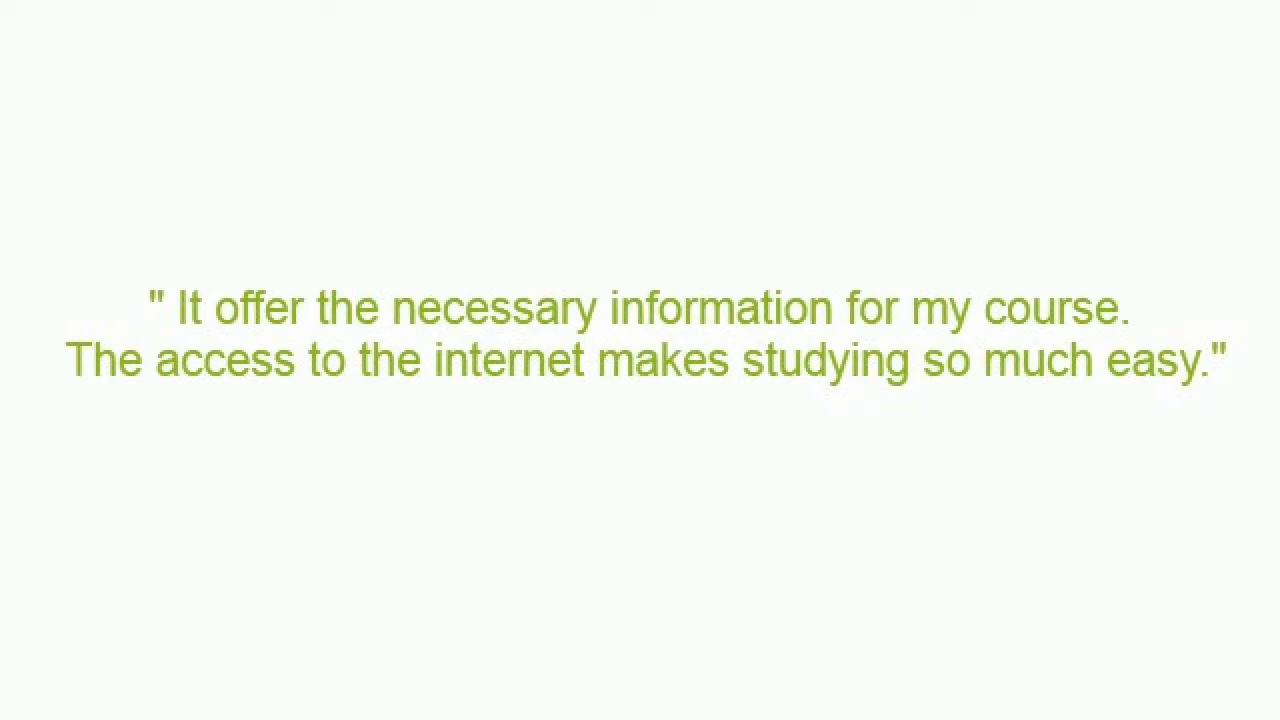 " It offer the necessary information for my course.
The access to the internet makes studying so much easy."